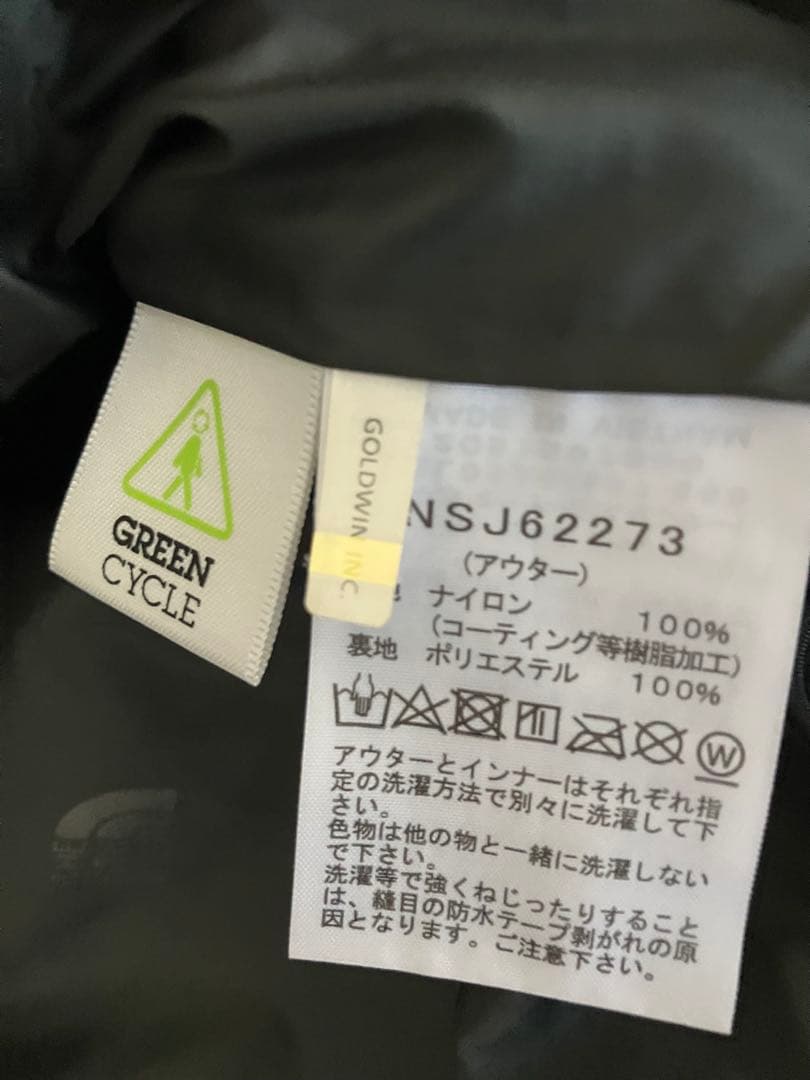 GREEN
CYCLE
GOLDWIN INC.
NSJ62273
(アウター)
ナイロン 100%
(コーティング等樹脂加工)
裏地 ポリエステル 100%
W
アウターとインナーはそれぞれ指
定の洗濯方法で別々に洗濯して下
さい。
色物は他の物と一緒に洗濯しない
で下さい。
洗濯等で強くねじったりすること
は、縫目の防水テープ剥がれの原
因となります。ご注意下さい。